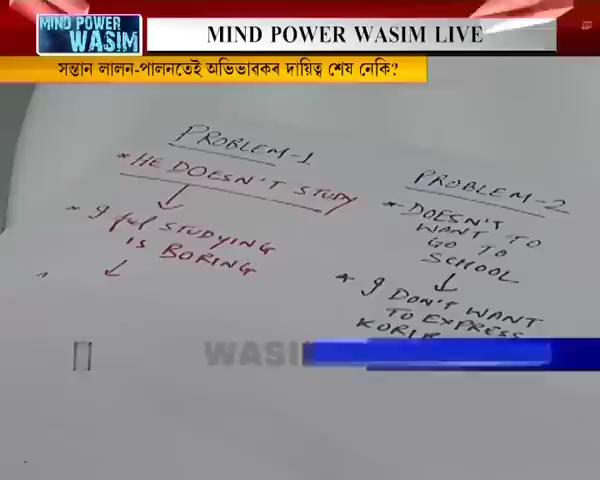 MIND POWER
WASIM
MIND POWER WASIM LIVE
সন্তান লালন-পালনতেই অভিভাৱকৰ দায়িত্ব শেষ নেকি?
PROBLEM-1
* HE DOESN'T STUDY
* I feel STUDYING
IS BORING
PROBLEM-2
* DOESN'T
WANT TO
GO TO
SCHOOL
* I DON'T WANT
TO EXPRESS
WASI